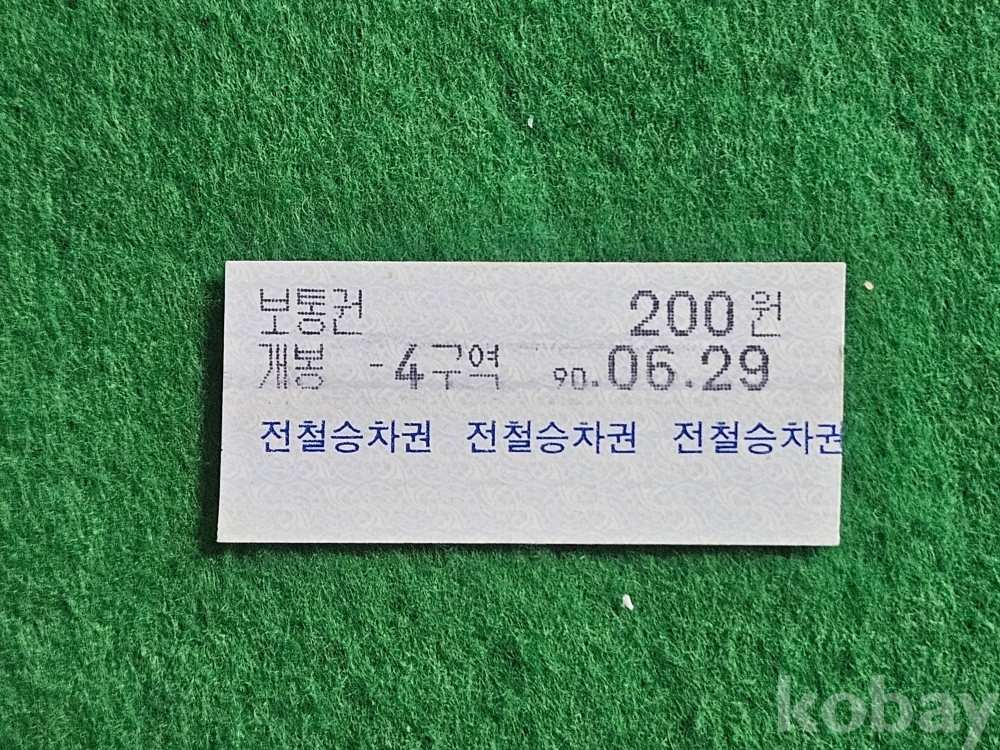 보통권 200원
개봉 -4구역 90.06.29
전철승차권 전철승차권 전철승차권
kobay